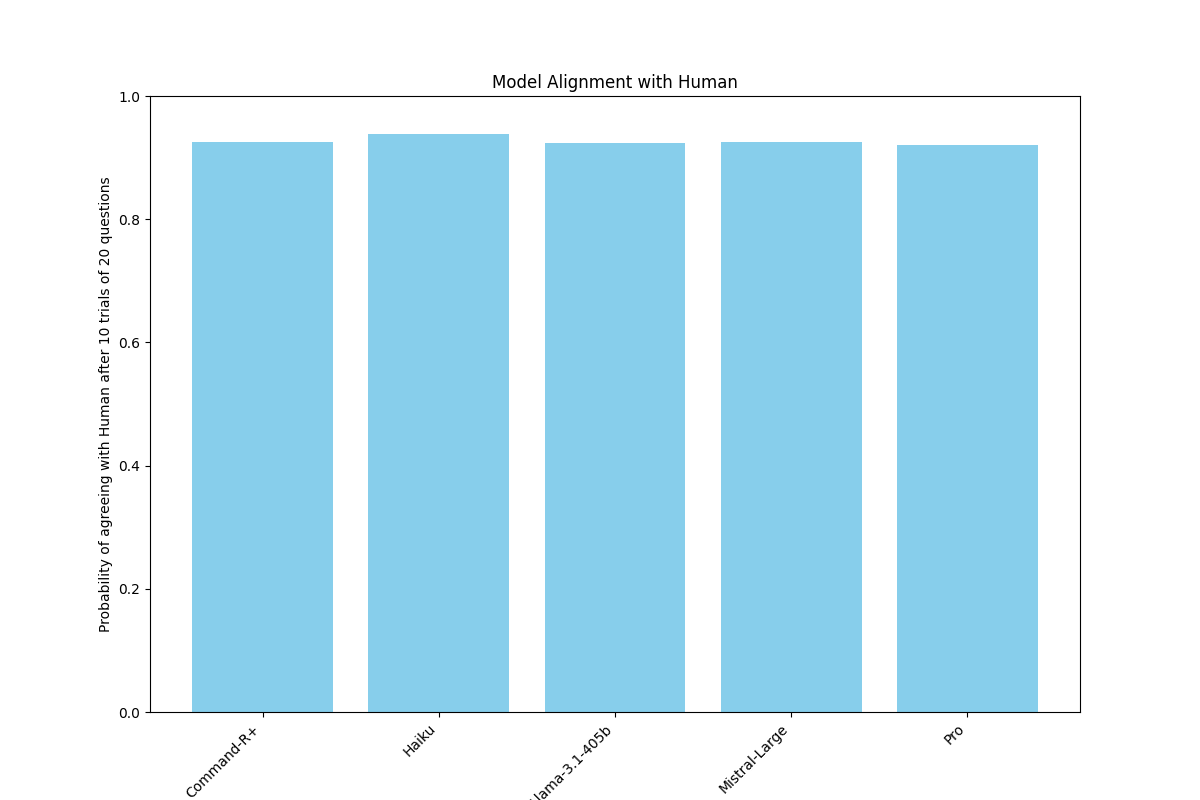 Model Alignment with Human
Probability of agreeing with Human after 10 trials of 20 questions
1.0
0.8
0.6
0.4
0.2
0.0
Command-R+
Haiku
lama-3.1-405b
Mistral-Large
Pro